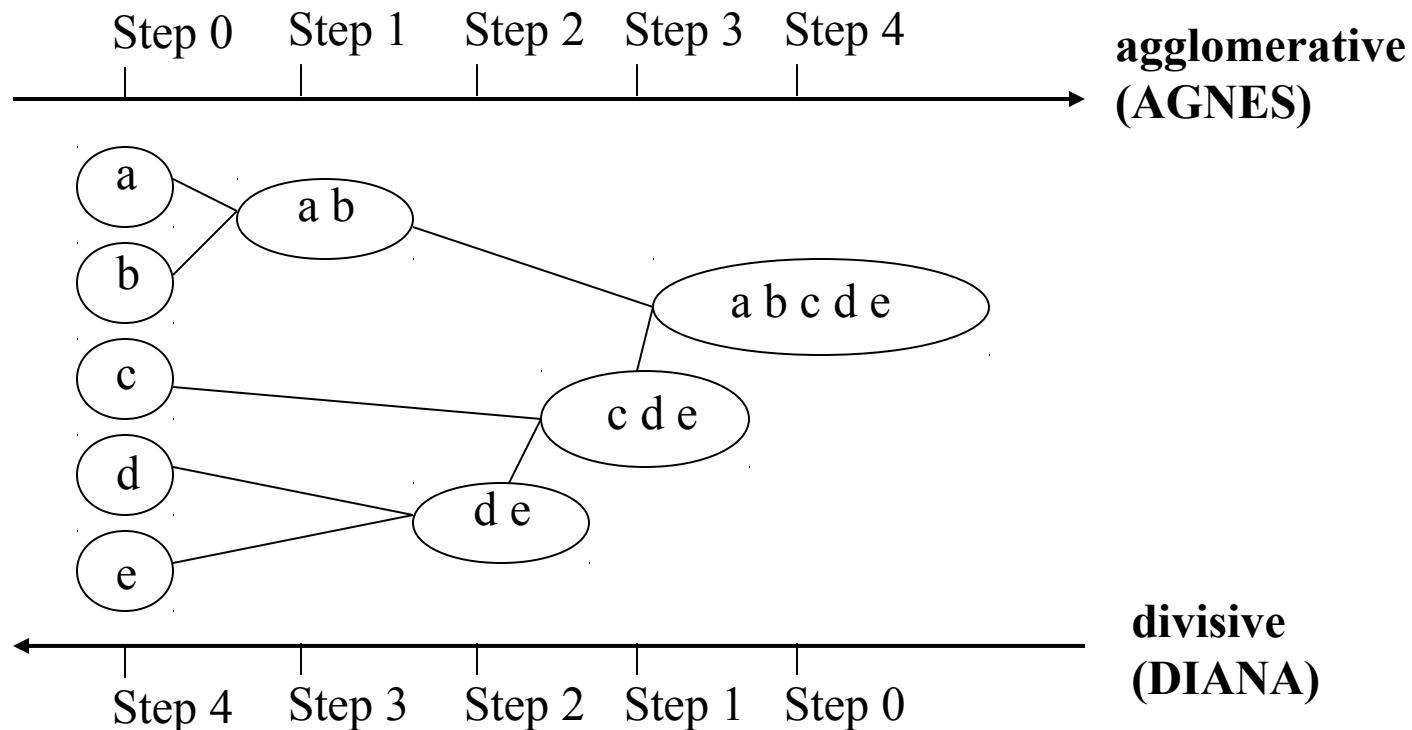 Step 0 Step 1 Step 2 Step 3 Step 4
agglomerative
(AGNES)
a
a b
b
a b c d e
c
c d e
d
d e
e
divisive
(DIANA)
Step 4 Step 3 Step 2 Step 1 Step 0